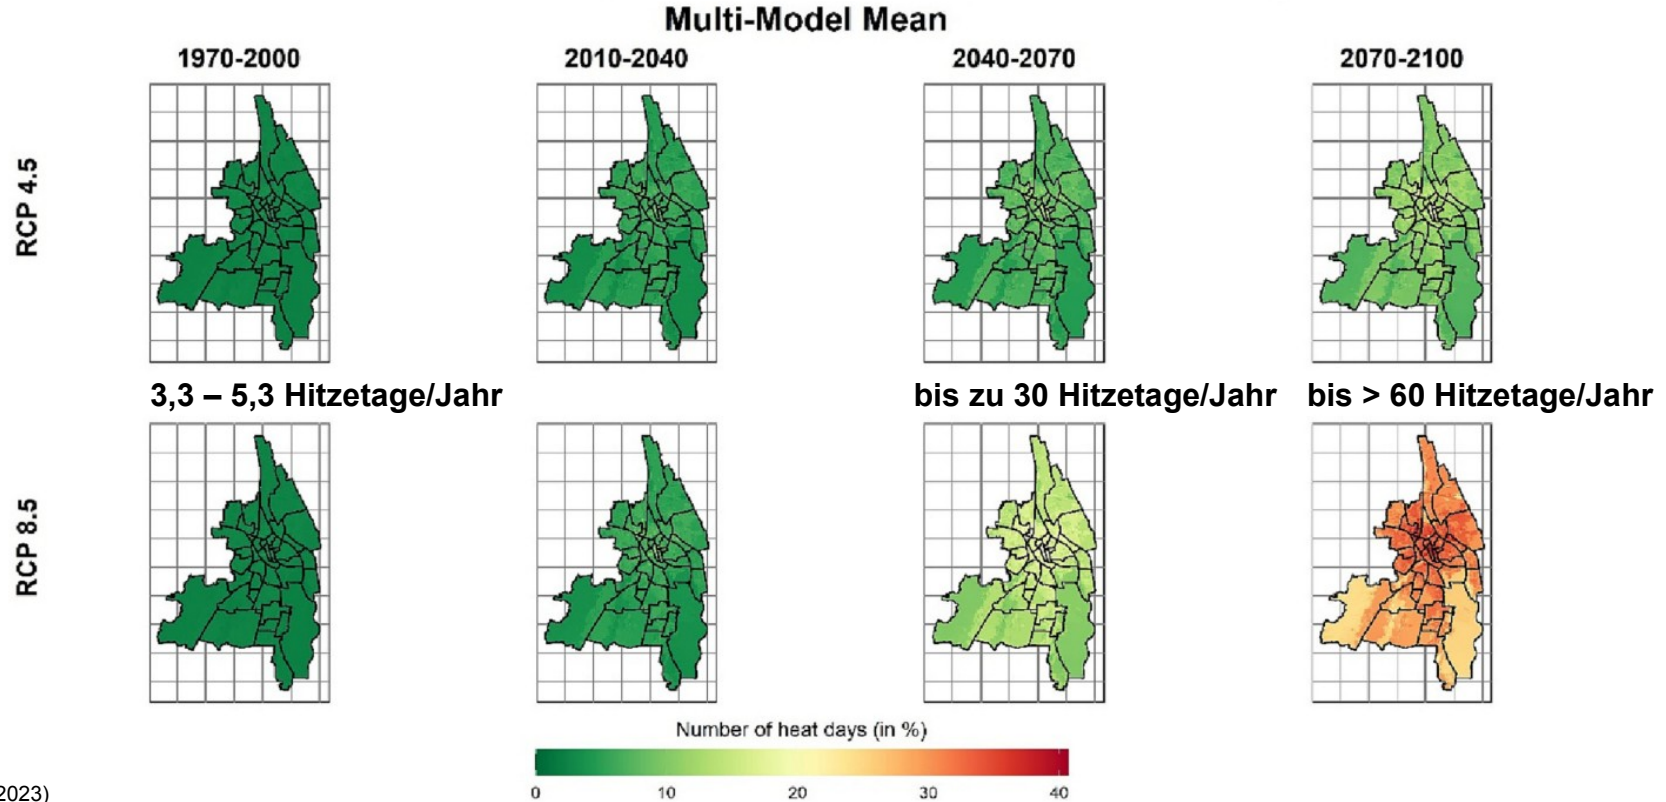 Multi-Model Mean
1970-2000 2010-2040 2040-2070 2070-2100
RCP 4.5
3,3 – 5,3 Hitzetage/Jahr bis zu 30 Hitzetage/Jahr bis > 60 Hitzetage/Jahr
RCP 8.5
Number of heat days (in %)
0 10 20 30 40
2023)